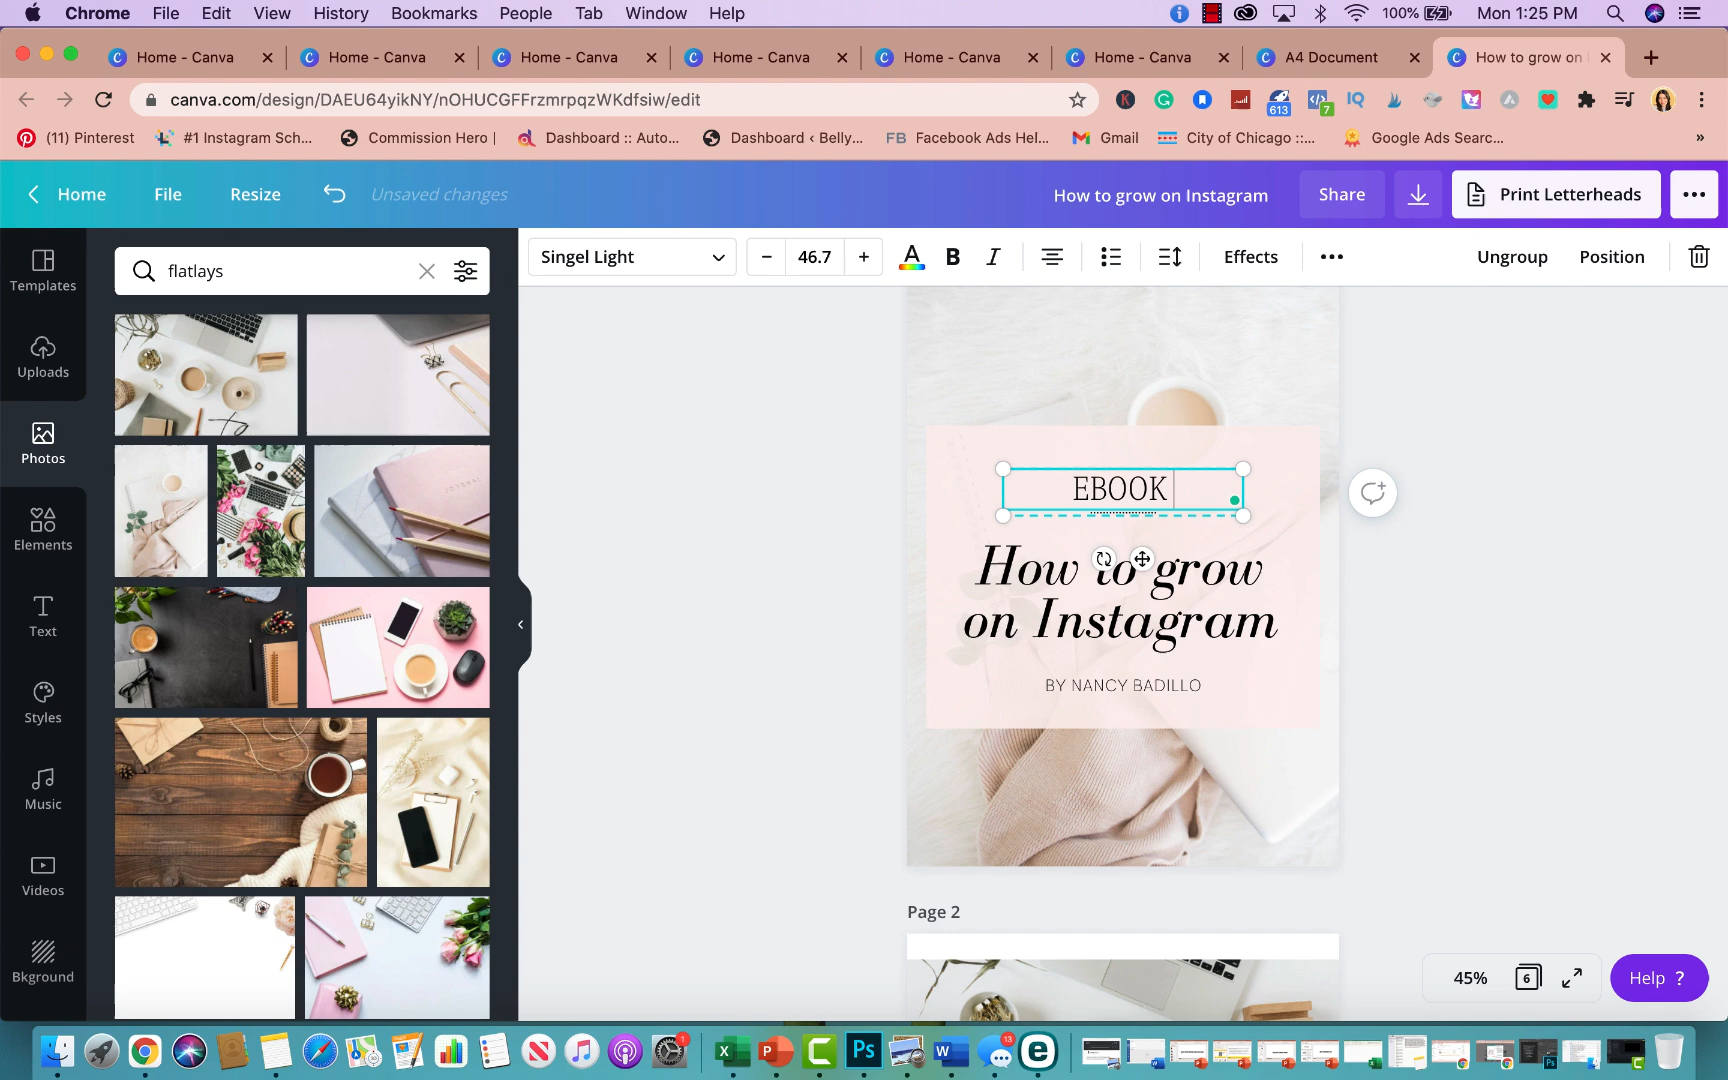 Chrome File Edit View History Bookmarks People Tab Window Help 100% Mon 1:25 PM
Home - Canva Home - Canva Home - Canva Home - Canva Home - Canva Home - Canva A4 Document How to grow on
canva.com/design/DAEU64yikNY/nOHUCGFFrzmrpqzWKdfsiw/edit
613 7 IQ
(11) Pinterest #1 Instagram Sch... Commission Hero | Dashboard :: Auto... Dashboard ‹ Belly... FB Facebook Ads Hel... Gmail City of Chicago ::... Google Ads Searc... »
Home File Resize Unsaved changes How to grow on Instagram Share Print Letterheads
Singel Light 46.7 A B I Effects Ungroup Position
flatlays
Templates
Uploads
Photos
Elements
Text
Styles
Music
Videos
Bkground
JOURNAL
EBOOK
How to grow
on Instagram
BY NANCY BADILLO
Page 2
45% 6 Help ?
1 X P C Ps W 13 e